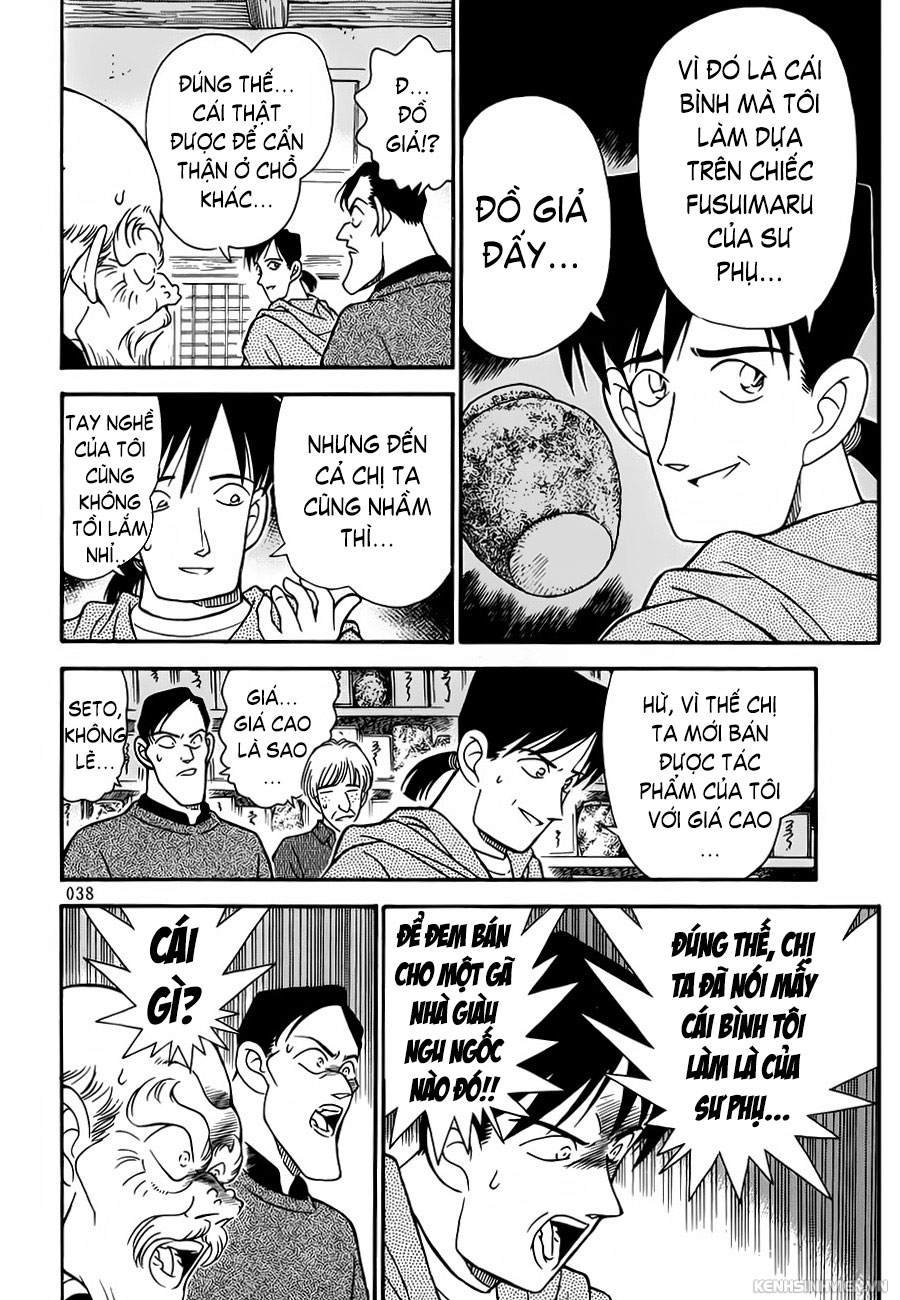 VÌ ĐÓ LÀ CÁI
BÌNH MÀ TÔI
LÀM DỰA
TRÊN CHIẾC
FUSUIMARU
CỦA SƯ
PHỤ...
ĐỒ GIẢ
ĐẤY...
Đ...
ĐỒ
GIẢ!?
ĐÚNG THẾ...
CÁI THẬT
ĐƯỢC ĐỂ CẨN
THẬN Ở CHỖ
KHÁC...
NHƯNG ĐẾN
CẢ CHỊ TA
CŨNG NHẦM
THÌ...
TAY NGHỀ
CỦA TÔI
CŨNG
KHÔNG
TỒI LẮM
NHỈ...
HỪ, VÌ THẾ CHỊ
TA MỚI BÁN
ĐƯỢC TÁC
PHẨM CỦA TÔI
VỚI GIÁ CAO
...
GIÁ...
GIÁ CAO
LÀ SAO
...
SETO,
KHÔNG
LẼ...
038
ĐÚNG THẾ, CHỊ
TA ĐÃ NÓI MẤY
CÁI BÌNH TÔI
LÀM LÀ CỦA
SƯ PHỤ...
ĐỂ ĐEM BÁN
CHO MỘT GÃ
NHÀ GIÀU
NGU NGỐC
NÀO ĐÓ!!
CÁI
GÌ?
KENHSINHVIEN.VN